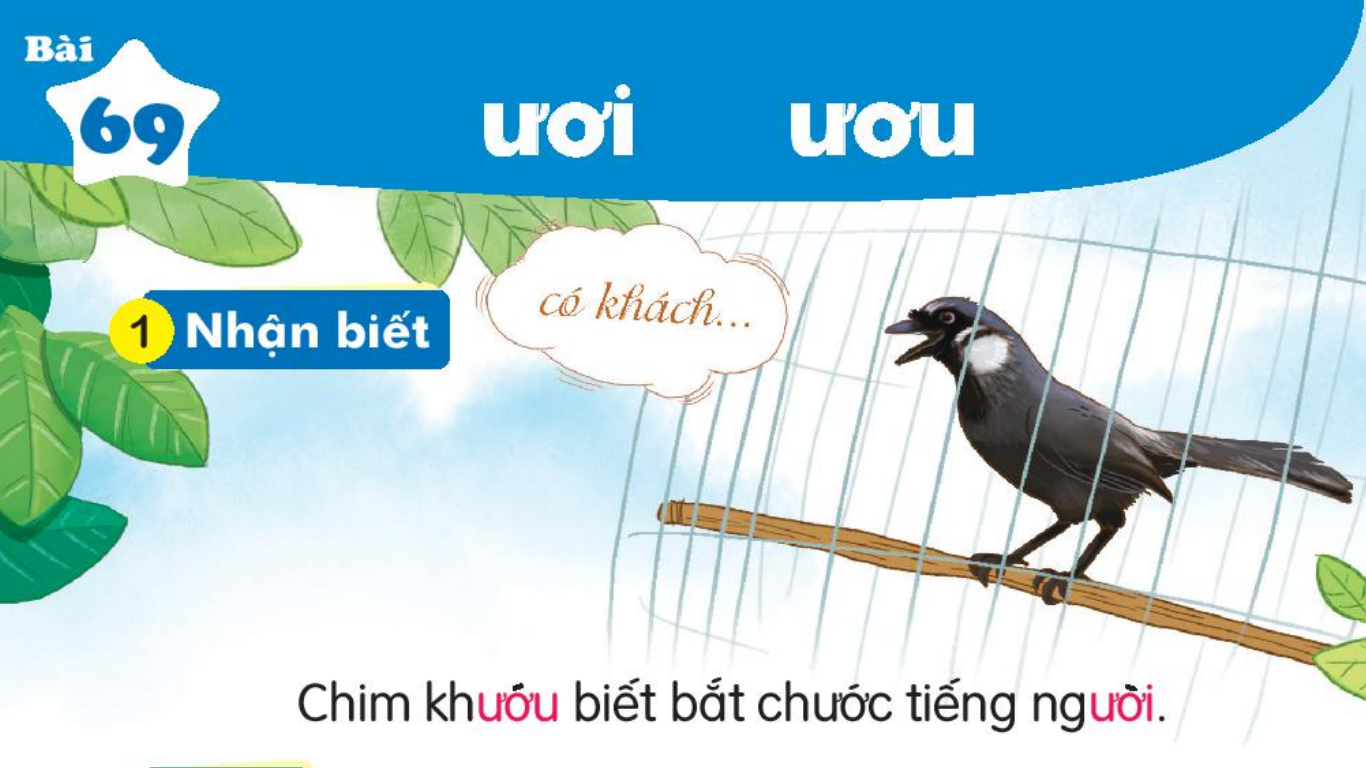 Bài
69
ươi ươu
1 Nhận biết
có khách...
Chim khướu biết bắt chước tiếng người.